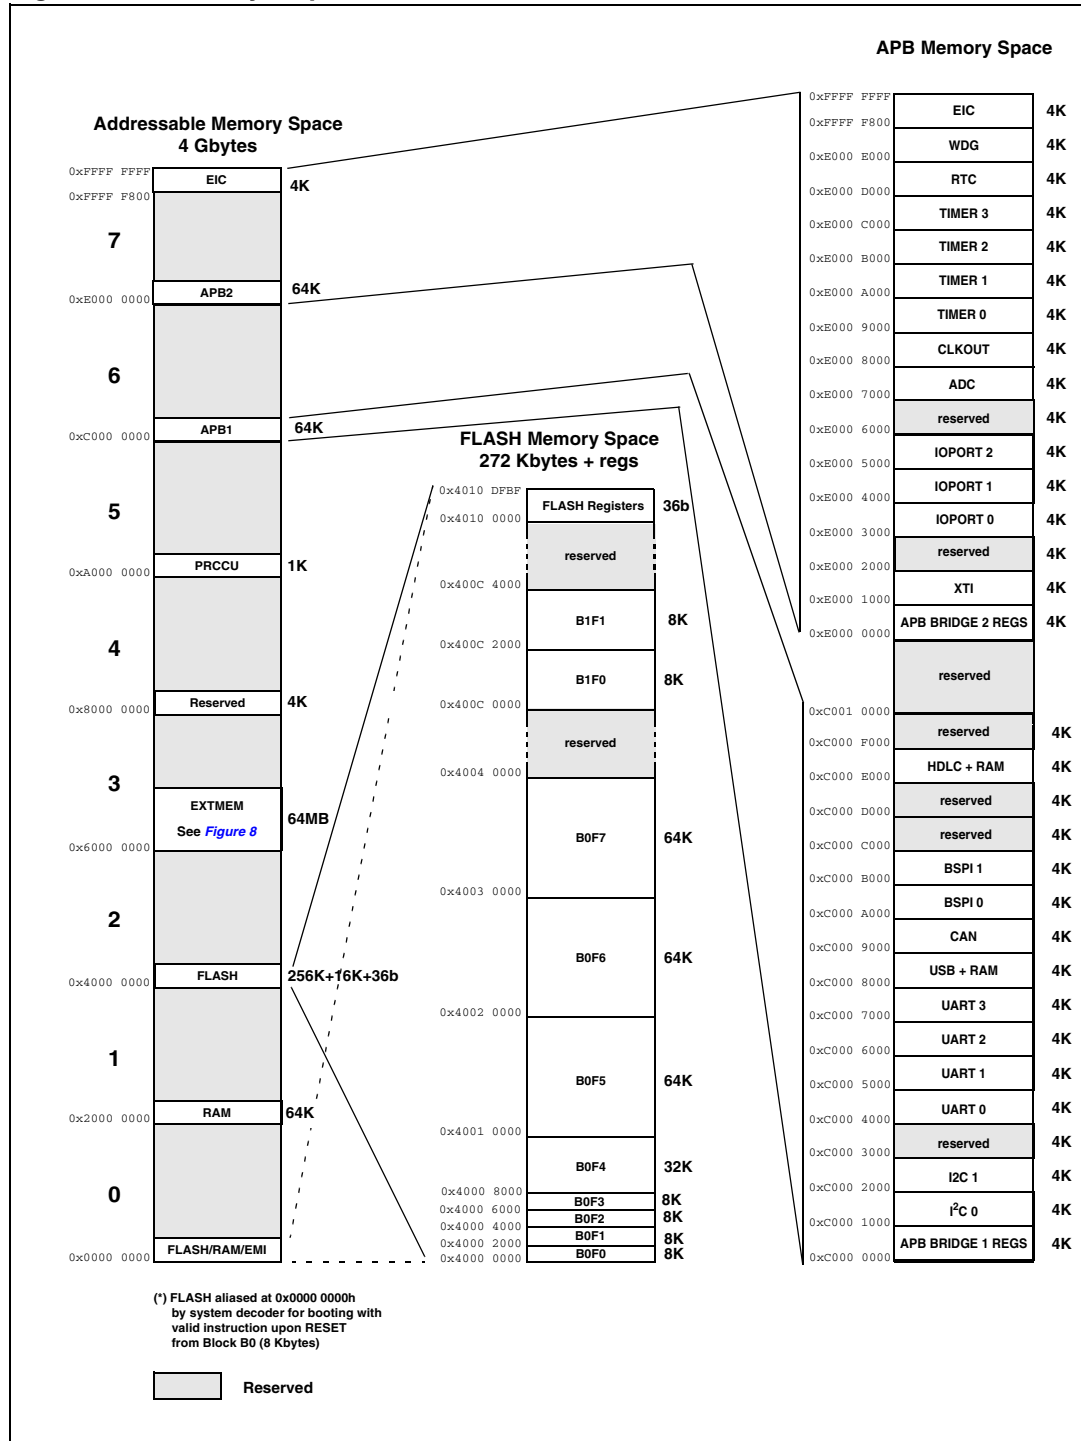 APB Memory Space
Addressable Memory Space
4 Gbytes
0xFFFF FFFF
EIC
4K
0xFFFF F800
7
APB2
64K
0xE000 0000
6
APB1
64K
0xC000 0000
5
PRCCU
1K
0xA000 0000
4
Reserved
4K
0x8000 0000
3
EXTMEM
See Figure 8
64MB
0x6000 0000
2
FLASH
256K+16K+36b
0x4000 0000
1
RAM
64K
0x2000 0000
0
FLASH/RAM/EMI
0x0000 0000
FLASH Memory Space
272 Kbytes + regs
0x4010 DFBF
FLASH Registers
36b
0x4010 0000
reserved
0x400C 4000
B1F1
8K
0x400C 2000
B1F0
8K
0x400C 0000
reserved
0x4004 0000
B0F7
64K
0x4003 0000
B0F6
64K
0x4002 0000
B0F5
64K
0x4001 0000
B0F4
32K
0x4000 8000
B0F3
8K
0x4000 6000
B0F2
8K
0x4000 4000
B0F1
8K
0x4000 2000
B0F0
8K
0x4000 0000
0xFFFF FFFF
EIC
4K
0xFFFF F800
WDG
4K
0xE000 E000
RTC
4K
0xE000 D000
TIMER 3
4K
0xE000 C000
TIMER 2
4K
0xE000 B000
TIMER 1
4K
0xE000 A000
TIMER 0
4K
0xE000 9000
CLKOUT
4K
0xE000 8000
ADC
4K
0xE000 7000
reserved
4K
0xE000 6000
IOPORT 2
4K
0xE000 5000
IOPORT 1
4K
0xE000 4000
IOPORT 0
4K
0xE000 3000
reserved
4K
0xE000 2000
XTI
4K
0xE000 1000
APB BRIDGE 2 REGS
4K
0xE000 0000
reserved
0xC001 0000
reserved
4K
0xC000 F000
HDLC + RAM
4K
0xC000 E000
reserved
4K
0xC000 D000
reserved
4K
0xC000 C000
BSPI 1
4K
0xC000 B000
BSPI 0
4K
0xC000 A000
CAN
4K
0xC000 9000
USB + RAM
4K
0xC000 8000
UART 3
4K
0xC000 7000
UART 2
4K
0xC000 6000
UART 1
4K
0xC000 5000
UART 0
4K
0xC000 4000
reserved
4K
0xC000 3000
I2C 1
4K
0xC000 2000
I²C 0
4K
0xC000 1000
APB BRIDGE 1 REGS
4K
0xC000 0000
(*) FLASH aliased at 0x0000 0000h
by system decoder for booting with
valid instruction upon RESET
from Block B0 (8 Kbytes)
Reserved